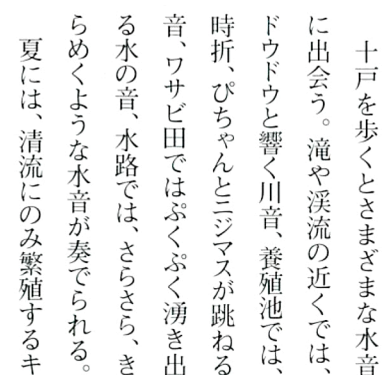 十戸を歩くとさまざまな水音
に出会う。滝や渓流の近くでは、
ドウドウと響く川音、養殖池では、
時折、ぴちゃんとニジマスが跳ねる
音、ワサビ田ではぷくぷく湧き出
る水の音、水路では、さらさら、き
らめくような水音が奏でられる。
夏には、清流にのみ繁殖するキ